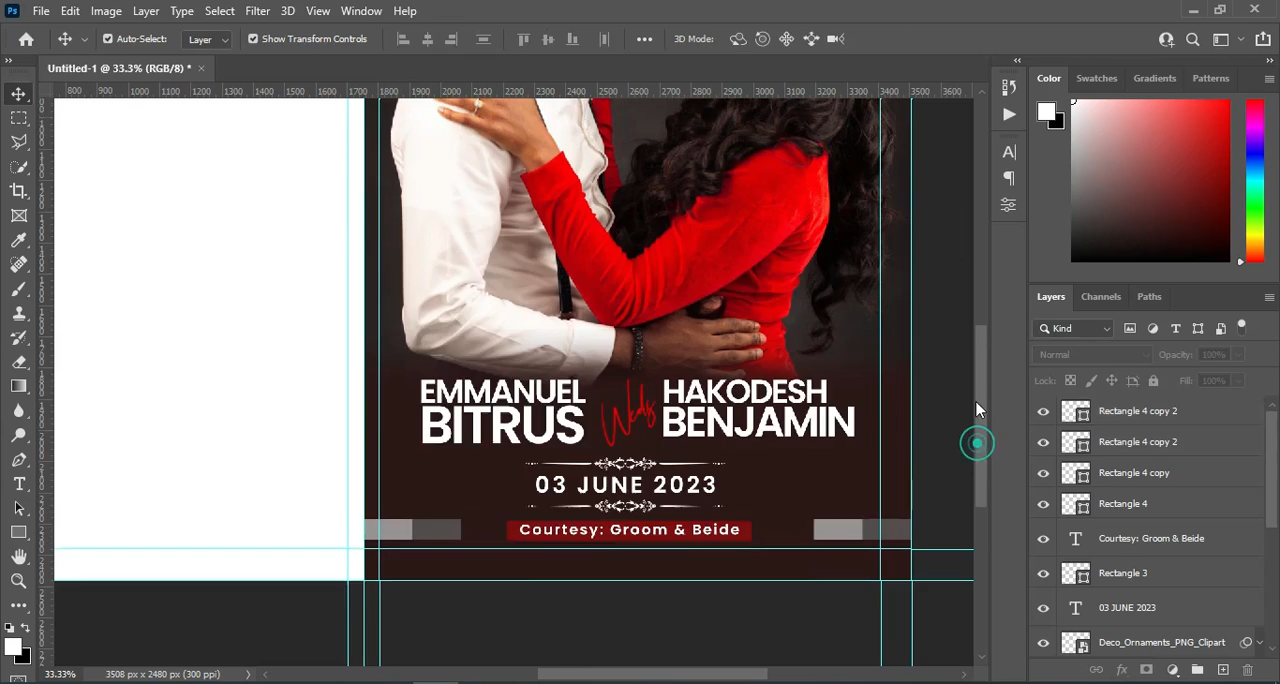 Ps File Edit Image Layer Type Select Filter 3D View Window Help
Auto-Select: Layer Show Transform Controls 3D Mode:
Untitled-1 @ 33.3% (RGB/8) * ×
800 900 1000 1100 1200 1300 1400 1500 1600 1700 1800 1900 2000 2100 2200 2300 2400 2500 2600 2700 2800 2900 3000 3100 3200 3300 3400 3500 3600
Color Swatches Gradients Patterns
EMMANUEL
BITRUS
Weds
HAKODESH
BENJAMIN
03 JUNE 2023
Courtesy: Groom & Beide
Layers Channels Paths
Kind
Normal Opacity: 100%
Lock: Fill: 100%
Rectangle 4 copy 2
Rectangle 4 copy 2
Rectangle 4 copy
Rectangle 4
Courtesy: Groom & Beide
Rectangle 3
03 JUNE 2023
Deco_Ornaments_PNG_Clipart
33.33% 3508 px x 2480 px (300 ppi)